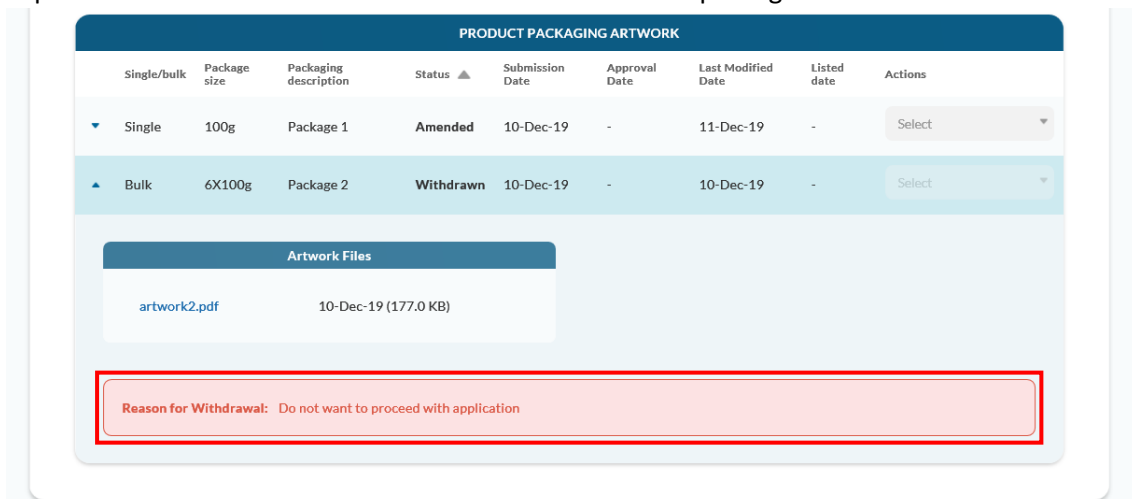 PRODUCT PACKAGING ARTWORK
Single/bulk Package size Packaging description Status Submission Date Approval Date Last Modified Date Listed date Actions
Single 100g Package 1 Amended 10-Dec-19 - 11-Dec-19 - Select
Bulk 6X100g Package 2 Withdrawn 10-Dec-19 - 10-Dec-19 - Select
Artwork Files
artwork2.pdf 10-Dec-19 (177.0 KB)
Reason for Withdrawal: Do not want to proceed with application